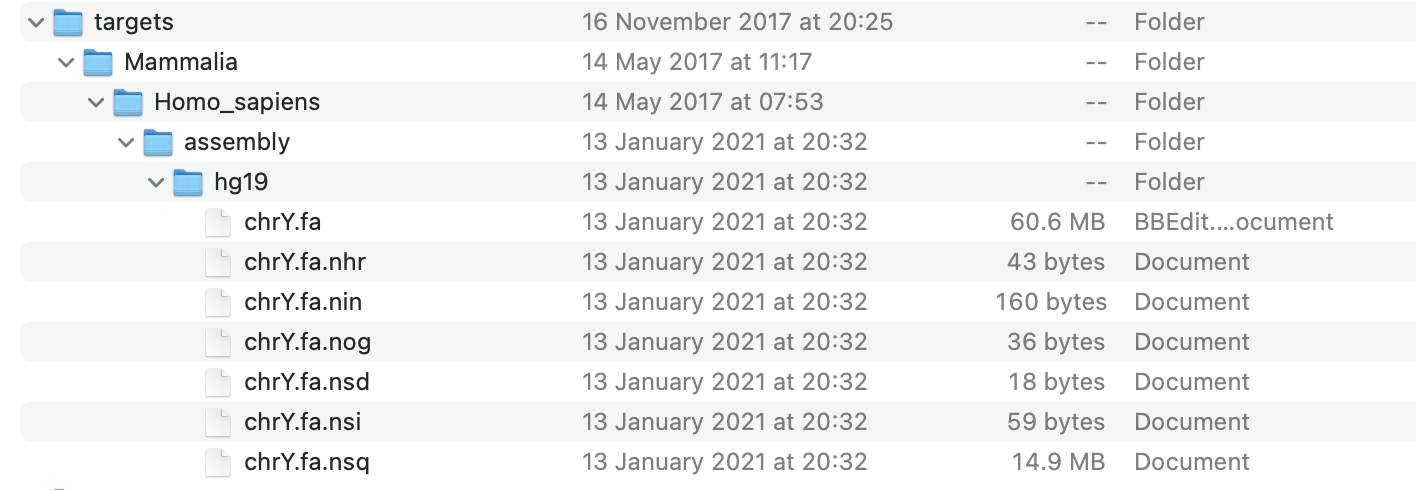 targets 16 November 2017 at 20:25 -- Folder
Mammalia 14 May 2017 at 11:17 -- Folder
Homo_sapiens 14 May 2017 at 07:53 -- Folder
assembly 13 January 2021 at 20:32 -- Folder
hg19 13 January 2021 at 20:32 -- Folder
chrY.fa 13 January 2021 at 20:32 60.6 MB BBEdit....ocument
chrY.fa.nhr 13 January 2021 at 20:32 43 bytes Document
chrY.fa.nin 13 January 2021 at 20:32 160 bytes Document
chrY.fa.nog 13 January 2021 at 20:32 36 bytes Document
chrY.fa.nsd 13 January 2021 at 20:32 18 bytes Document
chrY.fa.nsi 13 January 2021 at 20:32 59 bytes Document
chrY.fa.nsq 13 January 2021 at 20:32 14.9 MB Document